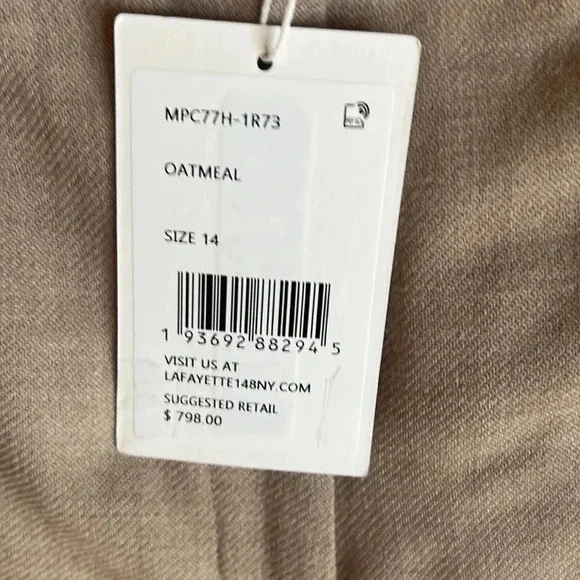 MPC77H-1R73
OATMEAL
SIZE 14
1 93692 88294 5
VISIT US AT
LAFAYETTE148NY.COM
SUGGESTED RETAIL
$ 798.00